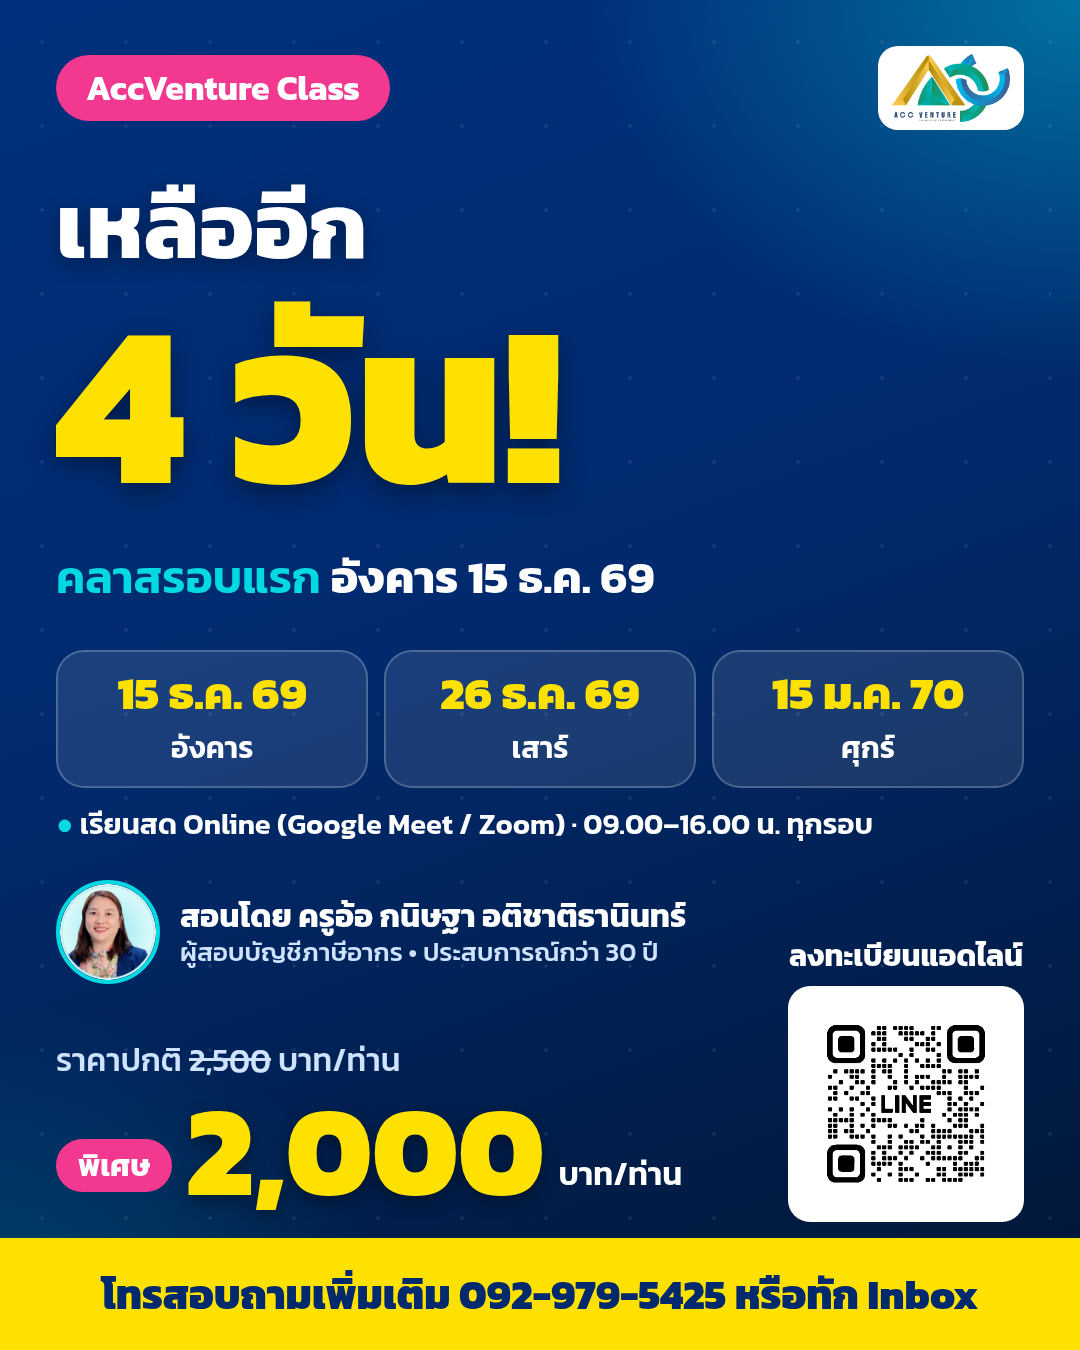 AccVenture Class
ACC VENTURE
เหลืออีก
4 วัน!
คลาสรอบแรก อังคาร 15 ธ.ค. 69
15 ธ.ค. 69
อังคาร
26 ธ.ค. 69
เสาร์
15 ม.ค. 70
ศุกร์
● เรียนสด Online (Google Meet / Zoom) · 09.00–16.00 น. ทุกรอบ
สอนโดย ครูอ้อ กนิษฐา อติชาติธานินทร์
ผู้สอบบัญชีภาษีอากร • ประสบการณ์กว่า 30 ปี
ลงทะเบียนแอดไลน์
LINE
ราคาปกติ 2,500 บาท/ท่าน
พิเศษ 2,000 บาท/ท่าน
โทรสอบถามเพิ่มเติม 092-979-5425 หรือทัก Inbox